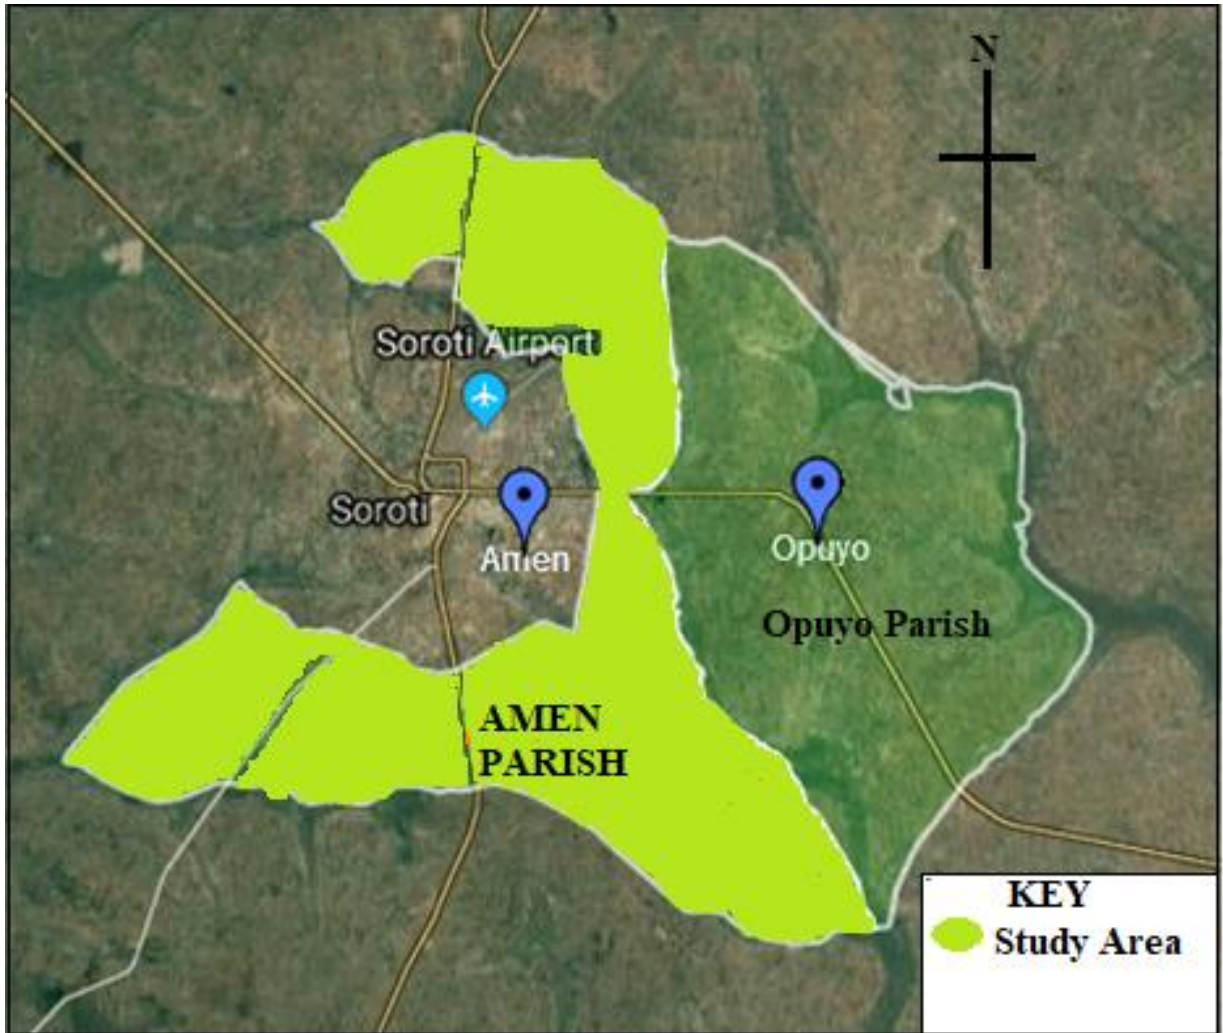 N
Soroti Airport
Soroti
Amen
Opuyo
Opuyo Parish
AMEN
PARISH
KEY
Study Area